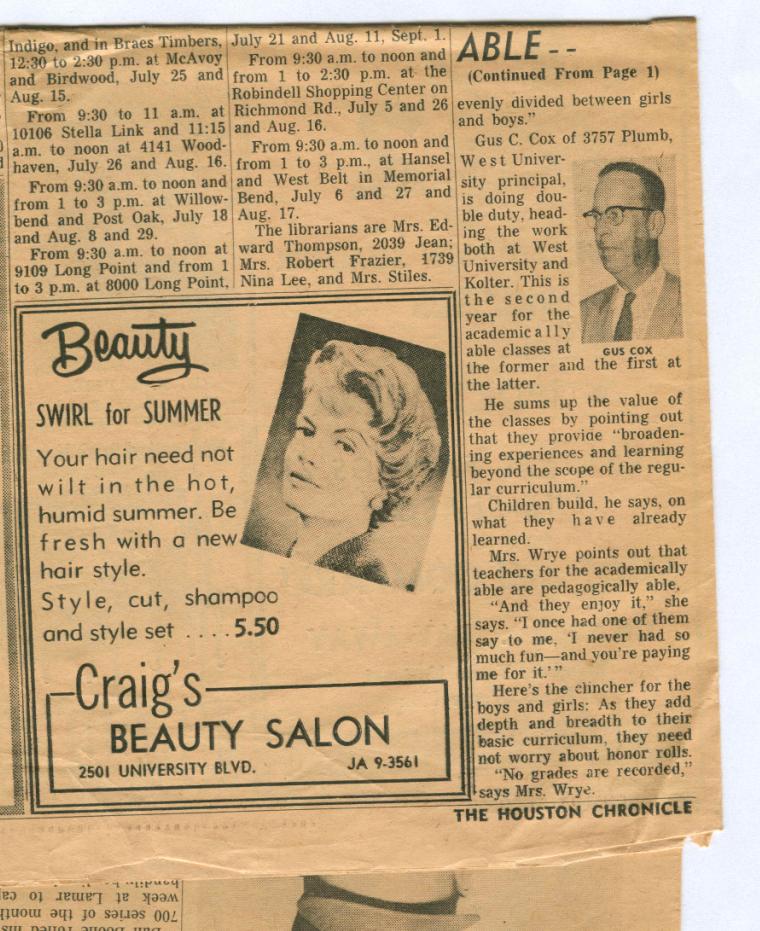 Indigo, and in Braes Timbers,
12:30 to 2:30 p.m. at McAvoy
and Birdwood, July 25 and
Aug. 15.
From 9:30 to 11 a.m. at
10106 Stella Link and 11:15
a.m. to noon at 4141 Wood-
haven, July 26 and Aug. 16.
From 9:30 a.m. to noon and
from 1 to 3 p.m. at Willow-
bend and Post Oak, July 18
and Aug. 8 and 29.
From 9:30 a.m. to noon at
9109 Long Point and from 1
to 3 p.m. at 8000 Long Point,
July 21 and Aug. 11, Sept. 1.
From 9:30 a.m. to noon and
from 1 to 2:30 p.m. at the
Robindell Shopping Center on
Richmond Rd., July 5 and 26
and Aug. 16.
From 9:30 a.m. to noon and
from 1 to 3 p.m., at Hansel
and West Belt in Memorial
Bend, July 6 and 27 and
Aug. 17.
The librarians are Mrs. Ed-
ward Thompson, 2039 Jean;
Mrs. Robert Frazier, 1739
Nina Lee, and Mrs. Stiles.
Beauty
SWIRL for SUMMER
Your hair need not
wilt in the hot,
humid summer. Be
fresh with a new
hair style.
Style, cut, shampoo
and style set .... 5.50
Craig's
BEAUTY SALON
2501 UNIVERSITY BLVD. JA 9-3561
ABLE --
(Continued From Page 1)
evenly divided between girls
and boys."
Gus C. Cox of 3757 Plumb,
West Univer-
sity principal,
is doing dou-
ble duty, head-
ing the work
both at West
University and
Kolter. This is
the second
year for the
academically
able classes at
GUS COX
the former and the first at
the latter.
He sums up the value of
the classes by pointing out
that they provide "broaden-
ing experiences and learning
beyond the scope of the regu-
lar curriculum."
Children build, he says, on
what they have already
learned.
Mrs. Wrye points out that
teachers for the academically
able are pedagogically able,
"And they enjoy it," she
says. "I once had one of them
say to me, 'I never had so
much fun—and you're paying
me for it.'"
Here's the clincher for the
boys and girls: As they add
depth and breadth to their
basic curriculum, they need
not worry about honor rolls.
"No grades are recorded,"
says Mrs. Wrye.
THE HOUSTON CHRONICLE
700 series of the month
week at Lamar to